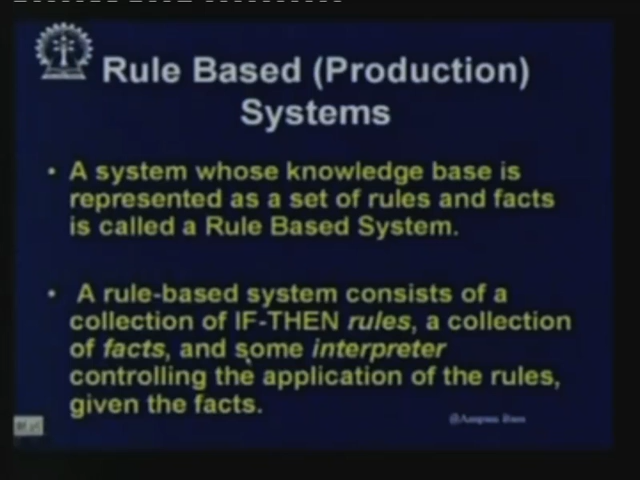 Rule Based (Production)
Systems
• A system whose knowledge base is
represented as a set of rules and facts
is called a Rule Based System.
• A rule-based system consists of a
collection of IF-THEN rules, a collection
of facts, and some interpreter
controlling the application of the rules,
given the facts.